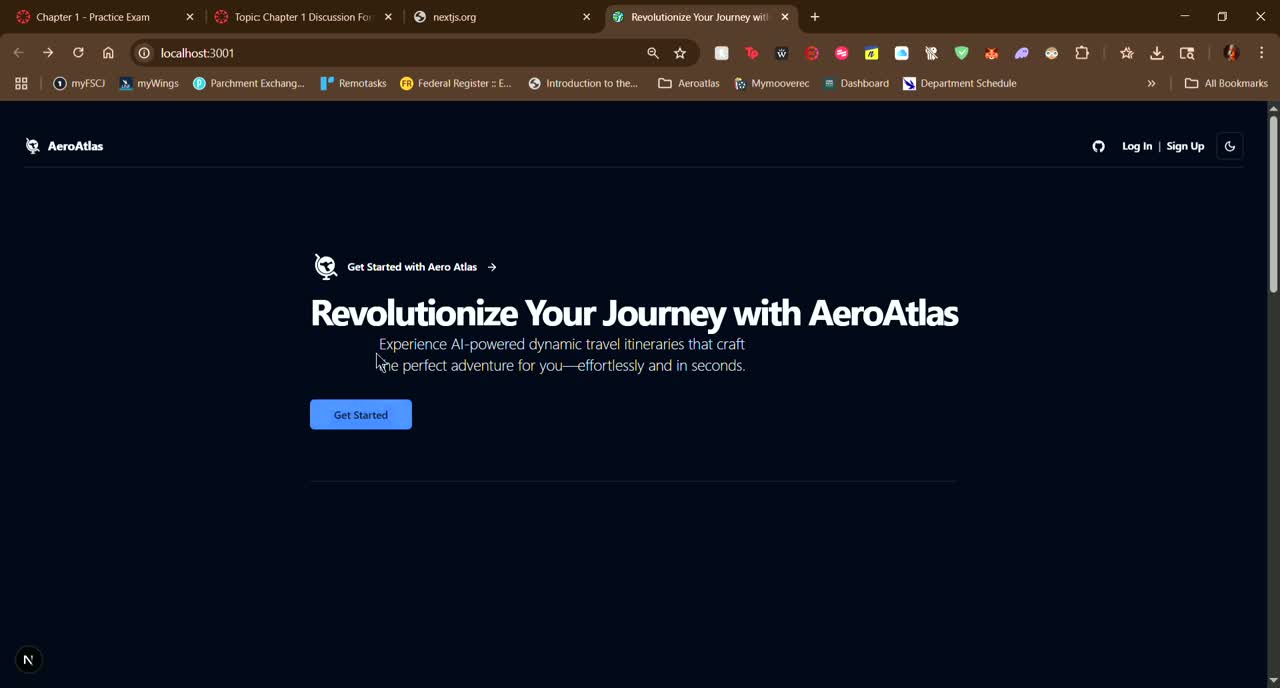 Chapter 1 - Practice Exam
Topic: Chapter 1 Discussion For
nextjs.org
Revolutionize Your Journey wit
localhost:3001
myFSCJ
myWings
Parchment Exchang...
Remotasks
FR
Federal Register :: E...
Introduction to the...
Aeroatlas
Mymooverec
Dashboard
Department Schedule
All Bookmarks
AeroAtlas
Log In | Sign Up
Get Started with Aero Atlas →
Revolutionize Your Journey with AeroAtlas
Experience AI-powered dynamic travel itineraries that craft
perfect adventure for you—effortlessly and in seconds.
Get Started
N